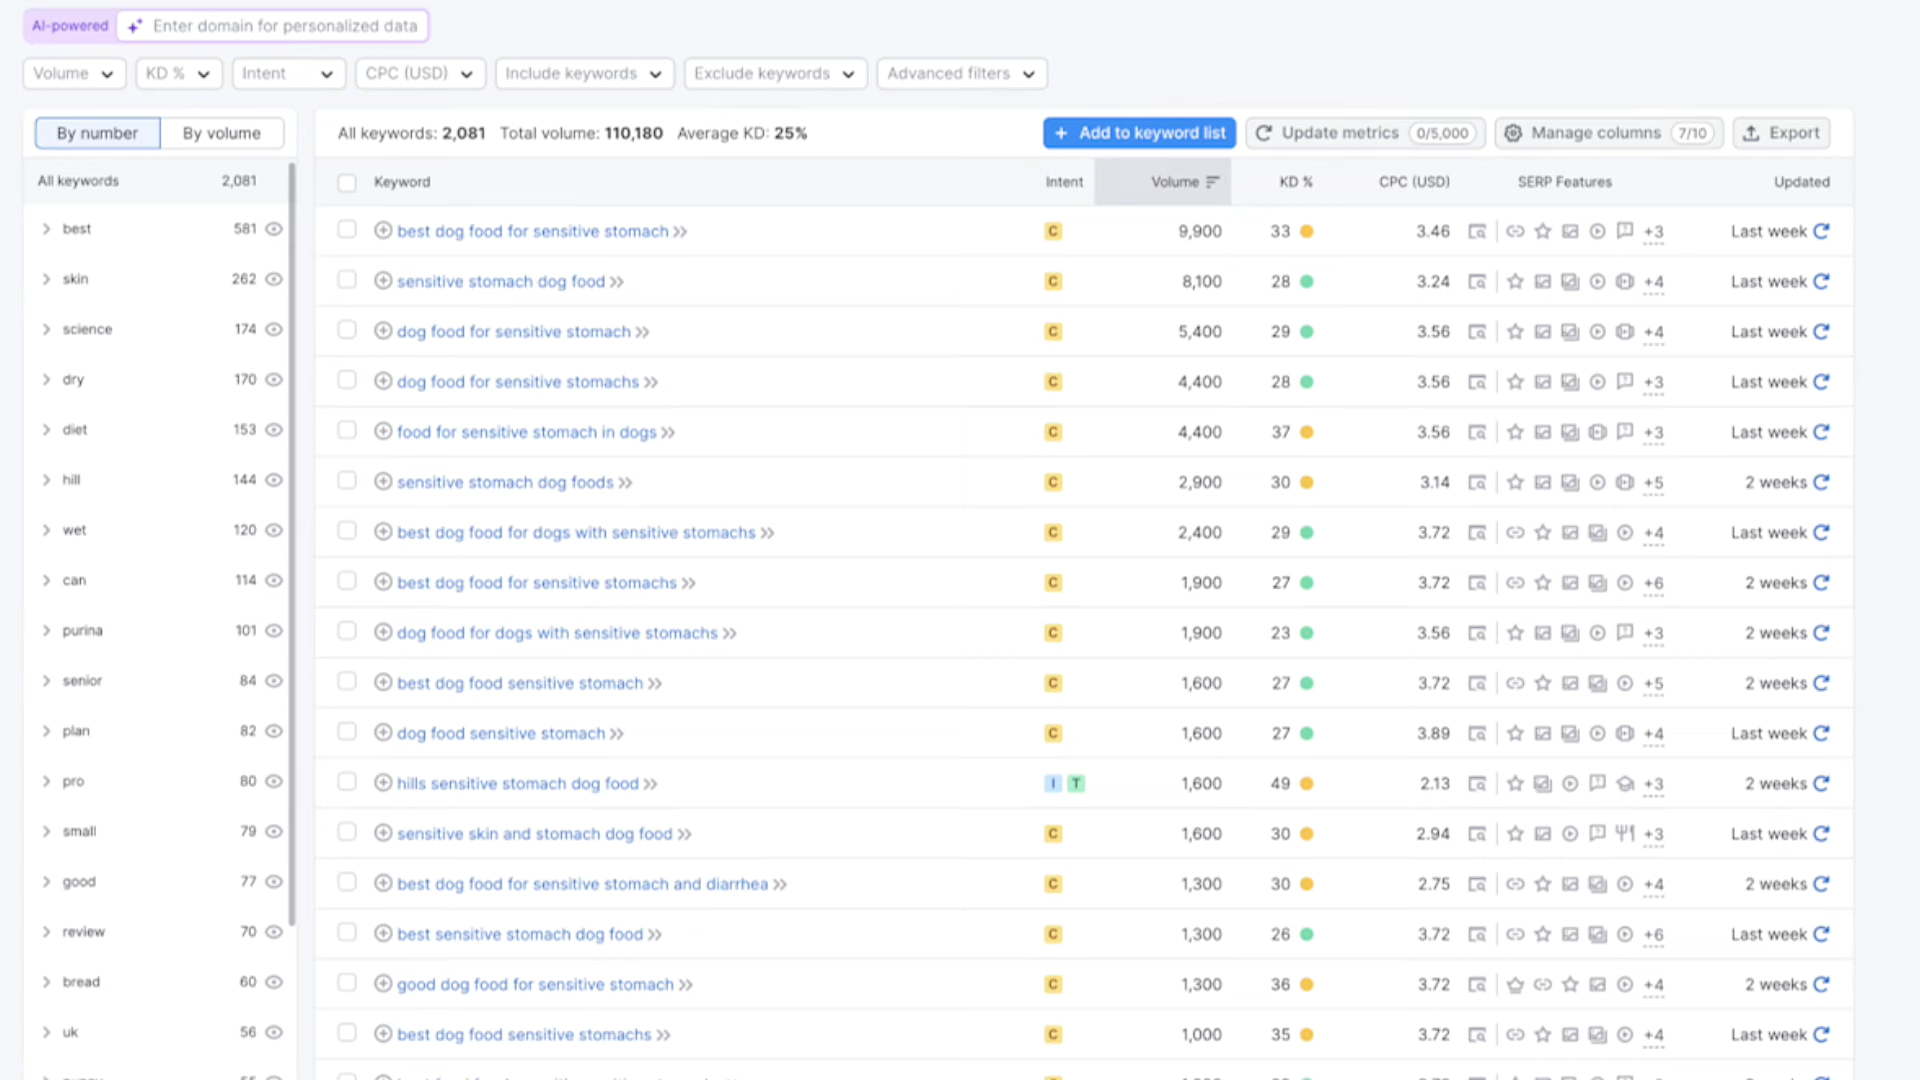 AI-powered Enter domain for personalized data
Volume KD % Intent CPC (USD) Include keywords Exclude keywords Advanced filters
By number By volume
All keywords: 2,081 Total volume: 110,180 Average KD: 25%
+ Add to keyword list Update metrics 0/5,000 Manage columns 7/10 Export
All keywords 2,081
best 581
skin 262
science 174
dry 170
diet 153
hill 144
wet 120
can 114
purina 101
senior 84
plan 82
pro 80
small 79
good 77
review 70
bread 60
uk 56
Keyword Intent Volume KD % CPC (USD) SERP Features Updated
best dog food for sensitive stomach C 9,900 33 3.46 +3 Last week
sensitive stomach dog food C 8,100 28 3.24 +4 Last week
dog food for sensitive stomach C 5,400 29 3.56 +4 Last week
dog food for sensitive stomachs C 4,400 28 3.56 +3 Last week
food for sensitive stomach in dogs C 4,400 37 3.56 +3 Last week
sensitive stomach dog foods C 2,900 30 3.14 +5 2 weeks
best dog food for dogs with sensitive stomachs C 2,400 29 3.72 +4 Last week
best dog food for sensitive stomachs C 1,900 27 3.72 +6 2 weeks
dog food for dogs with sensitive stomachs C 1,900 23 3.56 +3 2 weeks
best dog food sensitive stomach C 1,600 27 3.72 +5 2 weeks
dog food sensitive stomach C 1,600 27 3.89 +4 Last week
hills sensitive stomach dog food I T 1,600 49 2.13 +3 2 weeks
sensitive skin and stomach dog food C 1,600 30 2.94 +3 Last week
best dog food for sensitive stomach and diarrhea C 1,300 30 2.75 +4 2 weeks
best sensitive stomach dog food C 1,300 26 3.72 +6 Last week
good dog food for sensitive stomach C 1,300 36 3.72 +4 2 weeks
best dog food sensitive stomachs C 1,000 35 3.72 +4 Last week